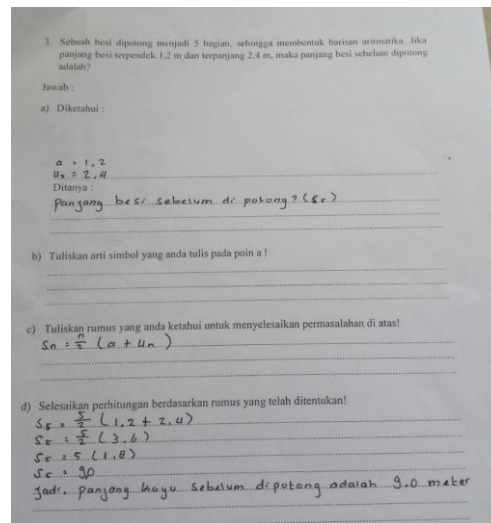 3. Sebuah besi dipotong menjadi 5 bagian, sehingga membentuk barisan aritmatika. Jika
panjang besi terpendek 1,2 m dan terpanjang 2,4 m, maka panjang besi sebelum dipotong
adalah?
Jawab :
a) Diketahui :
a = 1,2
U5 = 2,4
Ditanya :
Panjang besi sebelum di potong? (S5)
b) Tuliskan arti simbol yang anda tulis pada poin a !
c) Tuliskan rumus yang anda ketahui untuk menyelesaikan permasalahan di atas!
Sn = n/2 (a + Un)
d) Selesaikan perhitungan berdasarkan rumus yang telah ditentukan!
S5 = 5/2 (1,2 + 2,4)
S5 = 5/2 (3,6)
S5 = 5 (1,8)
S5 = 9,0
Jadi, panjang kayu sebelum dipotong adalah 9.0 meter